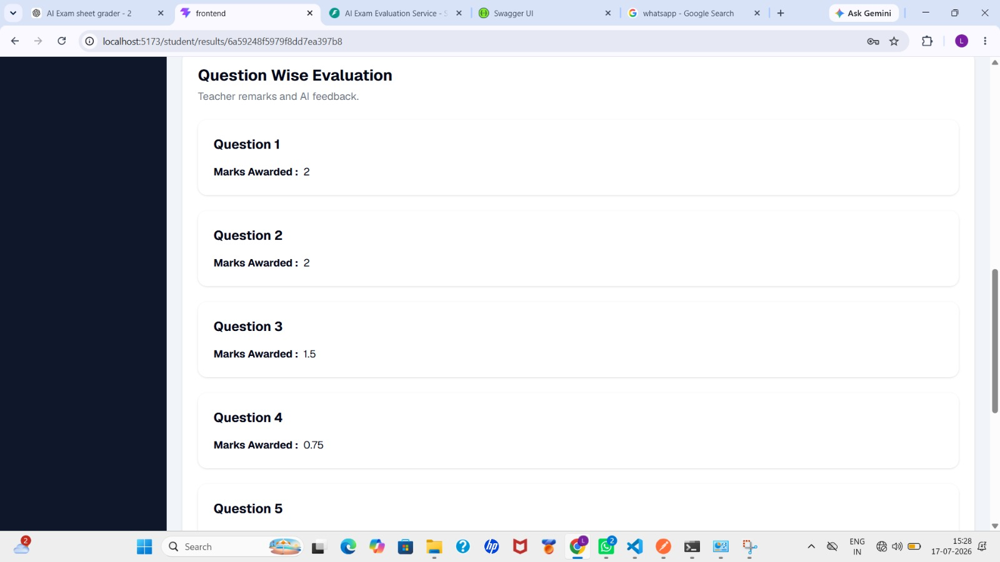 AI Exam sheet grader - 2
frontend
AI Exam Evaluation Service - S
Swagger UI
whatsapp - Google Search
Ask Gemini
localhost:5173/student/results/6a59248f5979f8dd7ea397b8
L
Question Wise Evaluation
Teacher remarks and AI feedback.
Question 1
Marks Awarded : 2
Question 2
Marks Awarded : 2
Question 3
Marks Awarded : 1.5
Question 4
Marks Awarded : 0.75
Question 5
2
Search
hp
L
2
ENG
IN
15:28
17-07-2026